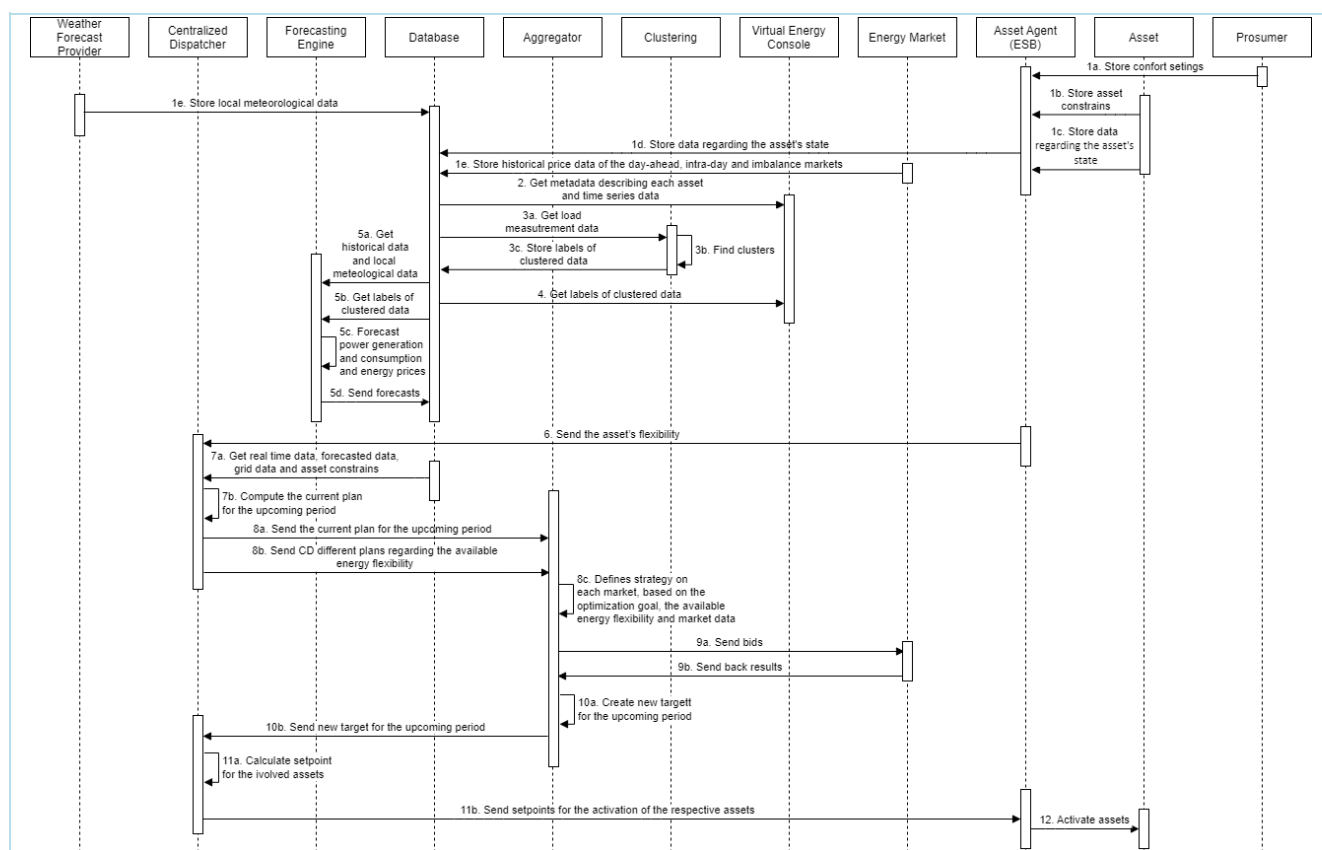 Weather
Forecast
Provider
Centralized
Dispatcher
Forecasting
Engine
Database
Aggregator
Clustering
Virtual Energy
Console
Energy Market
Asset Agent
(ESB)
Asset
Prosumer
1a. Store confort setings
1e. Store local meteorological data
1b. Store asset
constrains
1c. Store data
regarding the asset's
state
1d. Store data regarding the asset's state
1e. Store historical price data of the day-ahead, intra-day and imbalance markets
2. Get metadata describing each asset
and time series data
3a. Get load
measutrement data
3b. Find clusters
3c. Store labels of
clustered data
5a. Get
historical data
and local
meteological data
4. Get labels of clustered data
5b. Get labels of
clustered data
5c. Forecast
power generation
and consumption
and energy prices
5d. Send forecasts
6. Send the asset's flexibility
7a. Get real time data, forecasted data,
grid data and asset constrains
7b. Compute the current plan
for the upcoming period
8a. Send the current plan for the upcoming period
8b. Send CD different plans regarding the available
energy flexibility
8c. Defines strategy on
each market, based on the
optimization goal, the available
energy flexibility and market data
9a. Send bids
9b. Send back results
10a. Create new targett
for the upcoming period
10b. Send new target for the upcoming period
11a. Calculate setpoint
for the ivolved assets
11b. Send setpoints for the activation of the respective assets
12. Activate assets